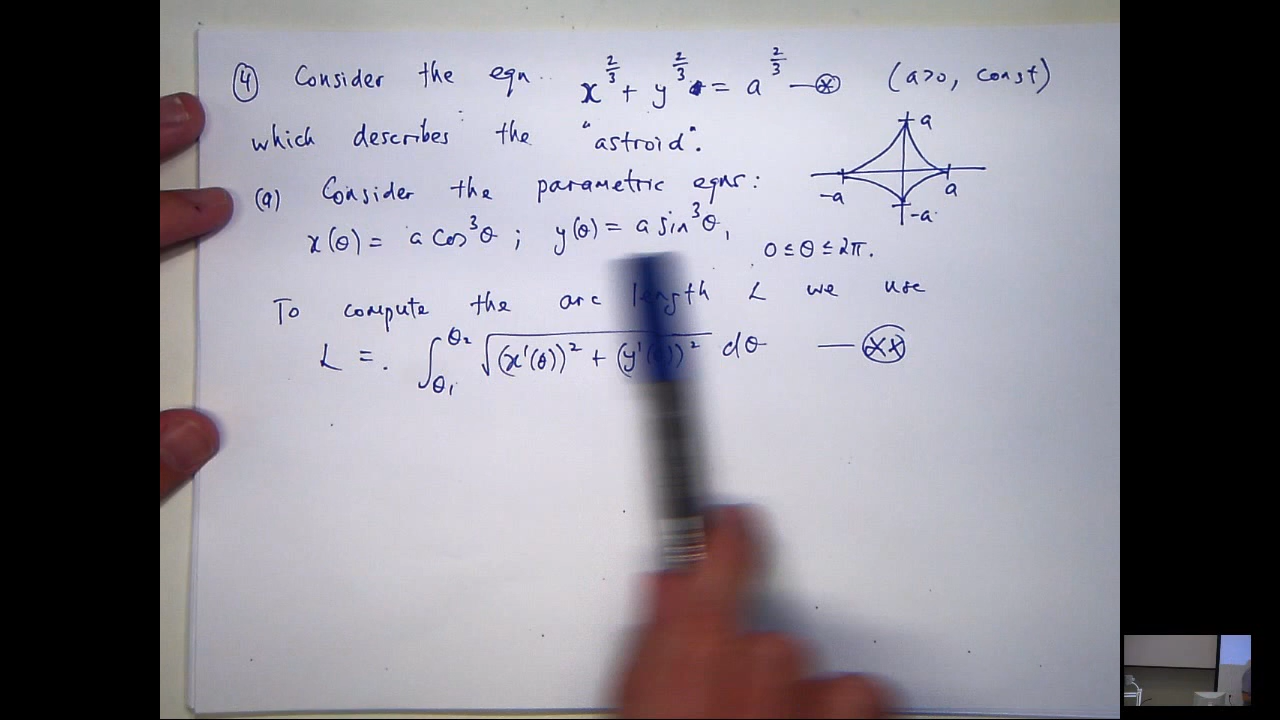 ④ Consider the eqn.. x^{2/3} + y^{2/3} = a^{2/3} —⊛ (a>0, const)
which describes the "astroid".
a
-a
a
-a
(a) Consider the parametric eqns:
x(θ) = a cos³θ ; y(θ) = a sin³θ, 0 ≤ θ ≤ 2π.
To compute the arc length L we use
L = ∫_{θ₁}^{θ₂} √((x'(θ))² + (y'(θ))²) dθ — (**)